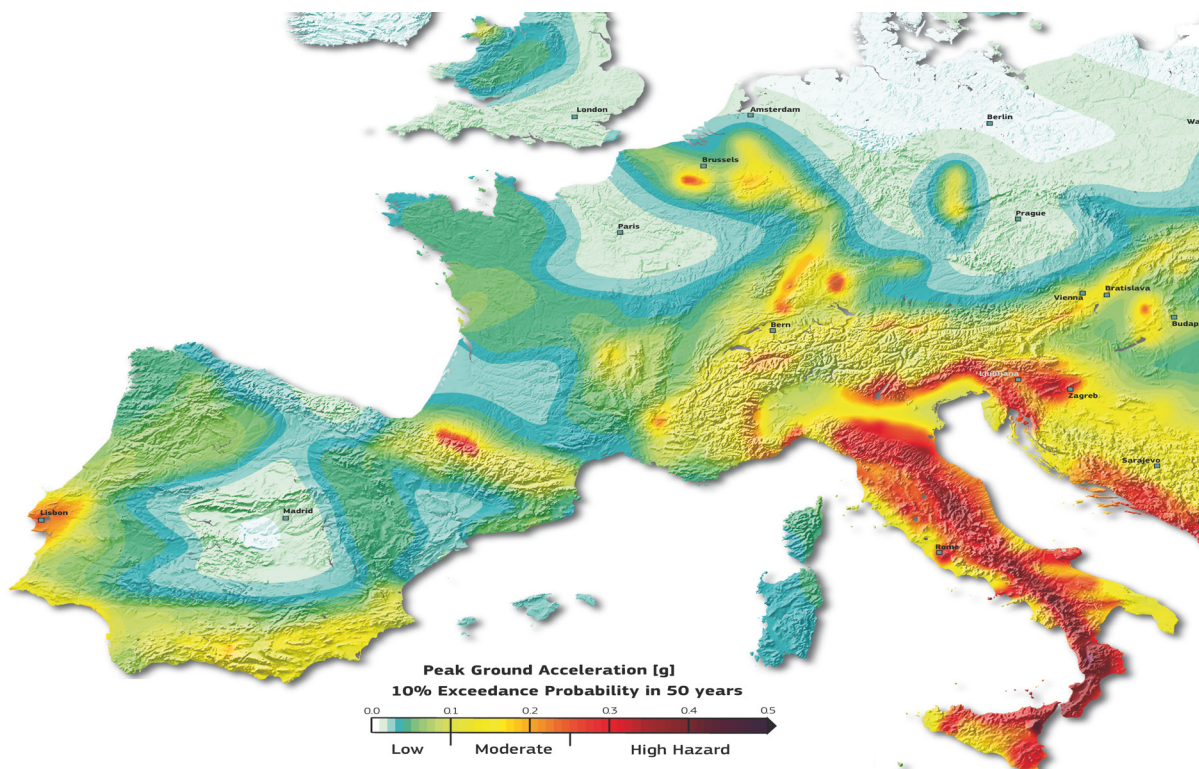 London
Amsterdam
Berlin
Wa
Brussels
Prague
Paris
Vienna
Bratislava
Budap
Bern
Ljubljana
Zagreb
Sarajevo
Lisbon
Madrid
Rome
Peak Ground Acceleration [g]
10% Exceedance Probability in 50 years
0.0 0.1 0.2 0.3 0.4 0.5
Low Moderate High Hazard